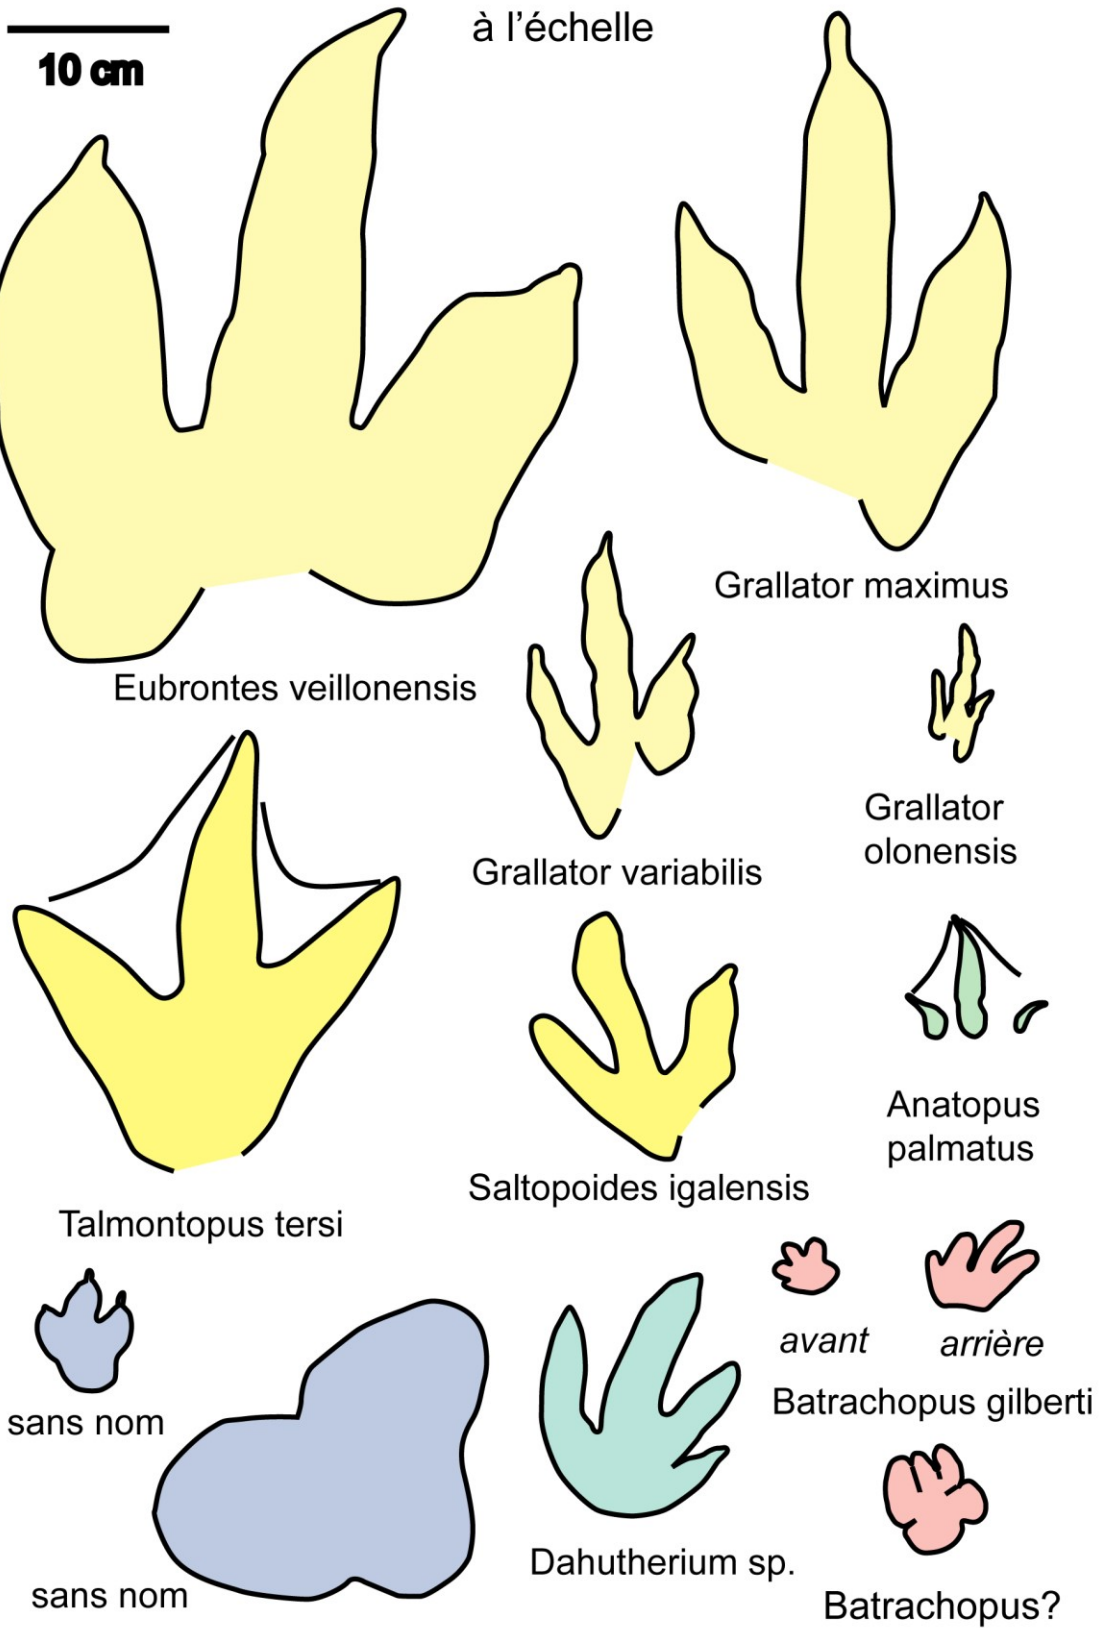 à l'échelle
10 cm
Grallator maximus
Eubrontes veillonensis
Grallator
olonensis
Grallator variabilis
Anatopus
palmatus
Saltopoides igalensis
Talmontopus tersi
avant
arrière
Batrachopus gilberti
sans nom
Dahutherium sp.
sans nom
Batrachopus?